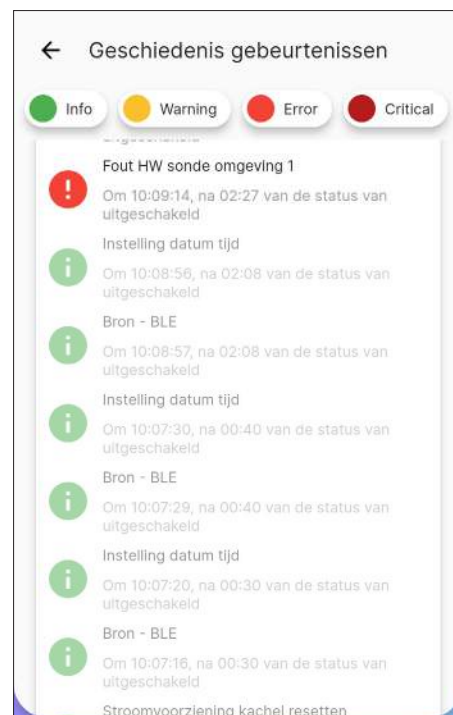 Geschiedenis gebeurtenissen
Info
Warning
Error
Critical
Fout HW sonde omgeving 1
Om 10:09:14, na 02:27 van de status van
uitgeschakeld
Instelling datum tijd
Om 10:08:56, na 02:08 van de status van
uitgeschakeld
Bron - BLE
Om 10:08:57, na 02:08 van de status van
uitgeschakeld
Instelling datum tijd
Om 10:07:30, na 00:40 van de status van
uitgeschakeld
Bron - BLE
Om 10:07:29, na 00:40 van de status van
uitgeschakeld
Instelling datum tijd
Om 10:07:20, na 00:30 van de status van
uitgeschakeld
Bron - BLE
Om 10:07:16, na 00:30 van de status van
uitgeschakeld
Stroomvoorziening kachel resetten